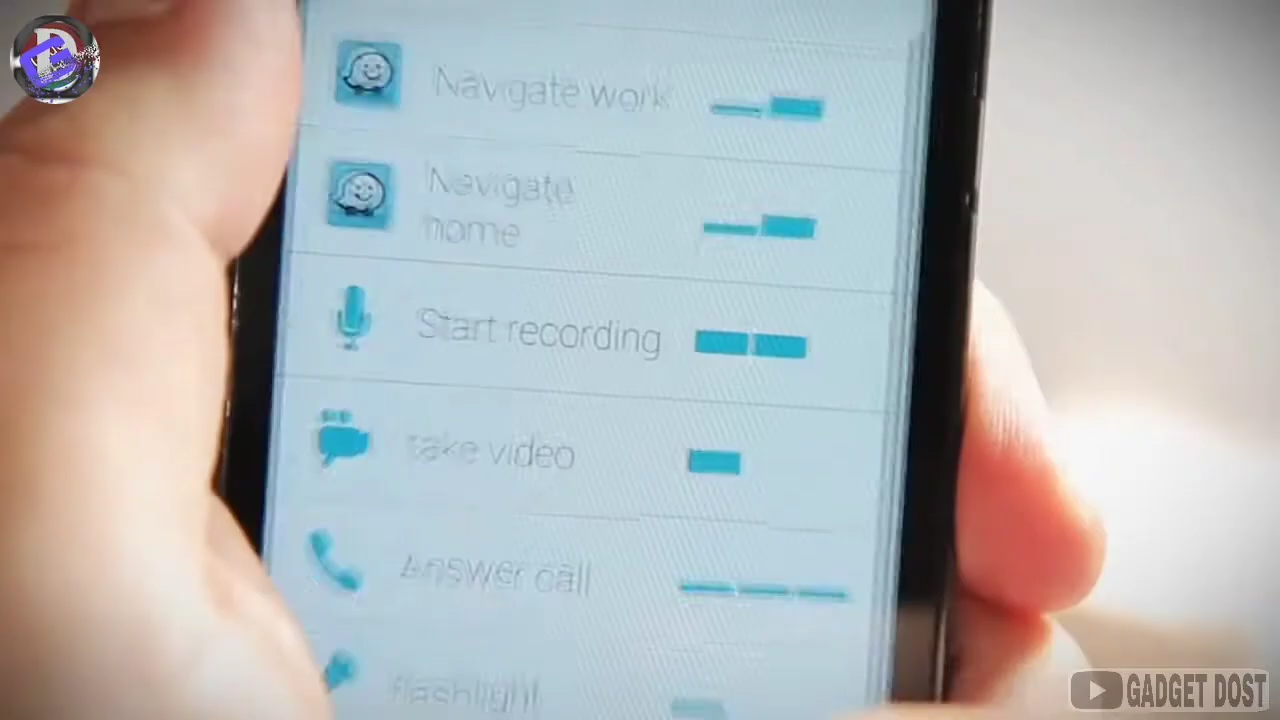 Navigate work
Navigate
home
Start recording
take video
Answer call
flashlight
GADGET DOST